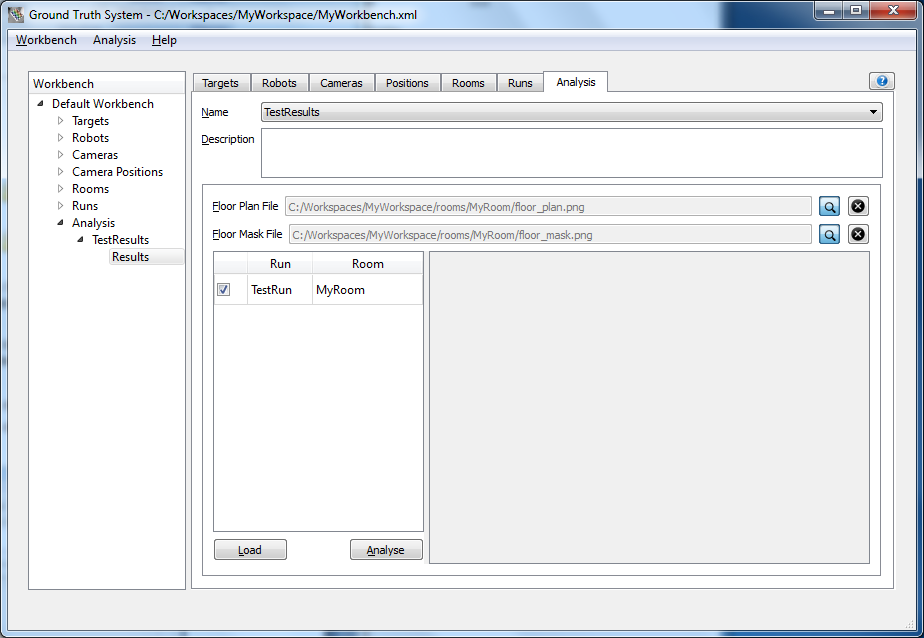 Ground Truth System - C:/Workspaces/MyWorkspace/MyWorkbench.xml
Workbench Analysis Help
Workbench
Default Workbench
Targets
Robots
Cameras
Camera Positions
Rooms
Runs
Analysis
TestResults
Results
Targets Robots Cameras Positions Rooms Runs Analysis
?
Name TestResults
Description
Floor Plan File C:/Workspaces/MyWorkspace/rooms/MyRoom/floor_plan.png
Floor Mask File C:/Workspaces/MyWorkspace/rooms/MyRoom/floor_mask.png
Run Room
TestRun MyRoom
Load Analyse